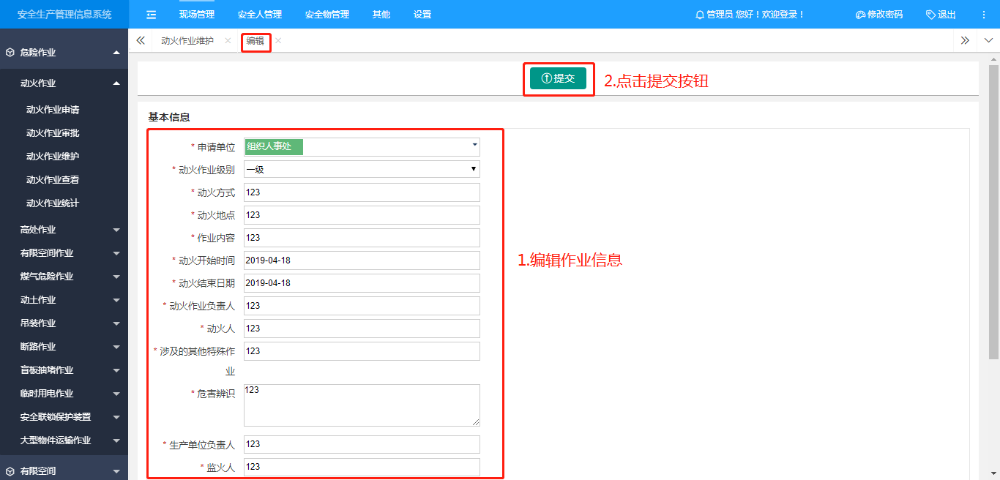 安全生产管理信息系统 现场管理 安全人管理 安全物管理 其他 设置 管理员 您好！欢迎登录！ 修改密码 退出
动火作业维护 编辑
危险作业
动火作业
动火作业申请
动火作业审批
动火作业维护
动火作业查看
动火作业统计
高处作业
有限空间作业
煤气危险作业
动土作业
吊装作业
断路作业
盲板抽堵作业
临时用电作业
安全联锁保护装置
大型物件运输作业
有限空间
提交 2.点击提交按钮
基本信息
* 申请单位 组织人事处
* 动火作业级别 一级
* 动火方式 123
* 动火地点 123
* 作业内容 123
* 动火开始时间 2019-04-18
1.编辑作业信息
* 动火结束日期 2019-04-18
* 动火作业负责人 123
* 动火人 123
* 涉及的其他特殊作 123
业
* 危害辨识 123
* 生产单位负责人 123
* 监火人 123